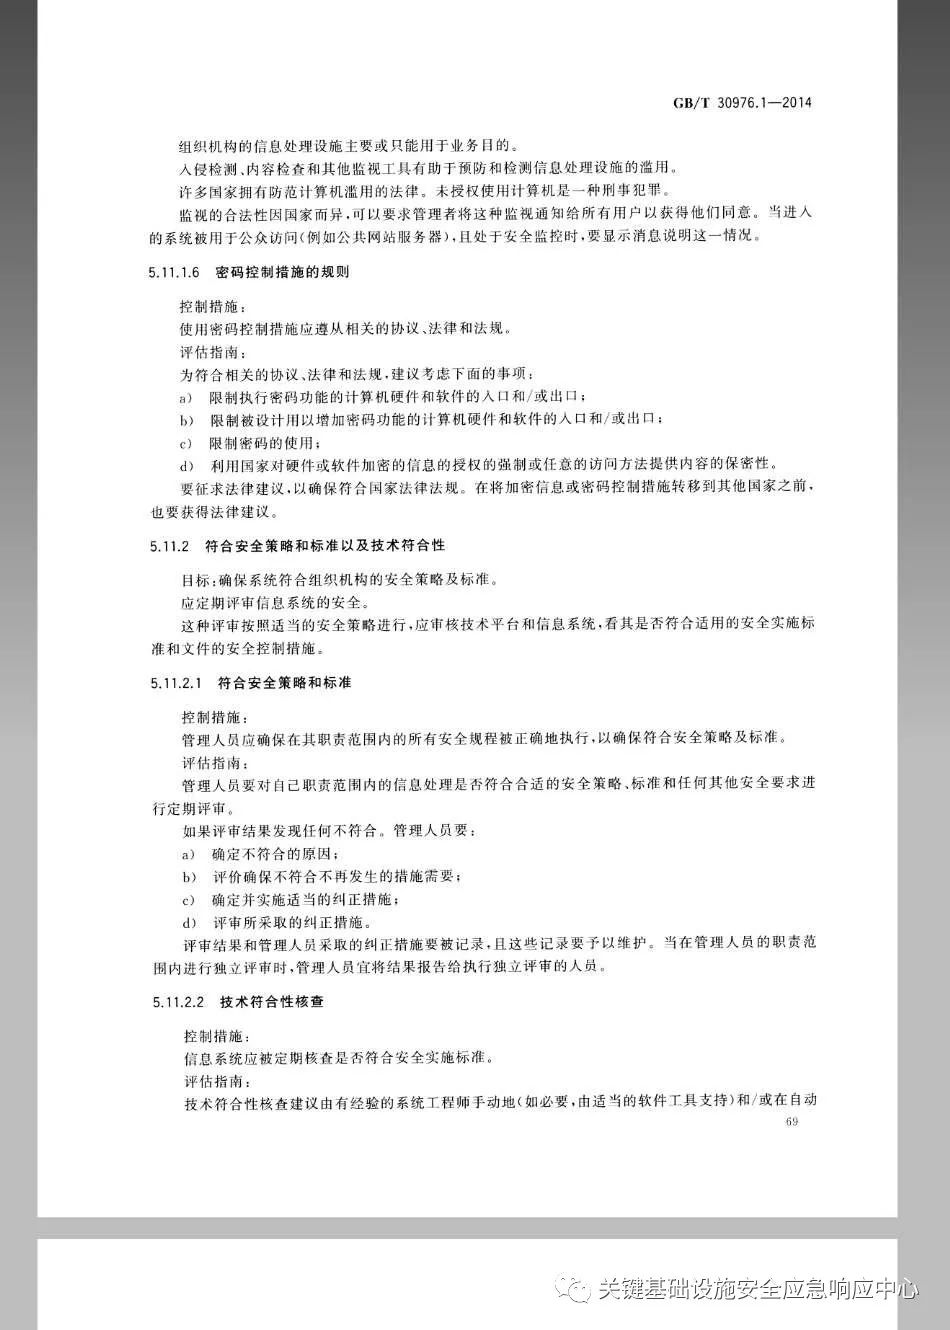 GB/T 30976.1—2014
组织机构的信息处理设施主要或只能用于业务目的。
入侵检测、内容检查和其他监视工具有助于预防和检测信息处理设施的滥用。
许多国家拥有防范计算机滥用的法律。未授权使用计算机是一种刑事犯罪。
监视的合法性因国家而异,可以要求管理者将这种监视通知给所有用户以获得他们同意。当进入
的系统被用于公众访问(例如公共网站服务器),且处于安全监控时,要显示消息说明这一情况。
5.11.1.6 密码控制措施的规则
控制措施:
使用密码控制措施应遵从相关的协议、法律和法规。
评估指南:
为符合相关的协议、法律和法规,建议考虑下面的事项:
a) 限制执行密码功能的计算机硬件和软件的入口和/或出口;
b) 限制被设计用以增加密码功能的计算机硬件和软件的入口和/或出口;
c) 限制密码的使用;
d) 利用国家对硬件或软件加密的信息的授权的强制或任意的访问方法提供内容的保密性。
要征求法律建议,以确保符合国家法律法规。在将加密信息或密码控制措施转移到其他国家之前,
也要获得法律建议。
5.11.2 符合安全策略和标准以及技术符合性
目标:确保系统符合组织机构的安全策略及标准。
应定期评审信息系统的安全。
这种评审按照适当的安全策略进行,应审核技术平台和信息系统,看其是否符合适用的安全实施标
准和文件的安全控制措施。
5.11.2.1 符合安全策略和标准
控制措施:
管理人员应确保在其职责范围内的所有安全规程被正确地执行,以确保符合安全策略及标准。
评估指南:
管理人员要对自己职责范围内的信息处理是否符合合适的安全策略、标准和任何其他安全要求进
行定期评审。
如果评审结果发现任何不符合。管理人员要:
a) 确定不符合的原因;
b) 评价确保不符合不再发生的措施需要;
c) 确定并实施适当的纠正措施;
d) 评审所采取的纠正措施。
评审结果和管理人员采取的纠正措施要被记录,且这些记录要予以维护。当在管理人员的职责范
围内进行独立评审时,管理人员宜将结果报告给执行独立评审的人员。
5.11.2.2 技术符合性核查
控制措施:
信息系统应被定期核查是否符合安全实施标准。
评估指南:
技术符合性核查建议由有经验的系统工程师手动地(如必要,由适当的软件工具支持)和/或在自动
69
关键基础设施安全应急响应中心